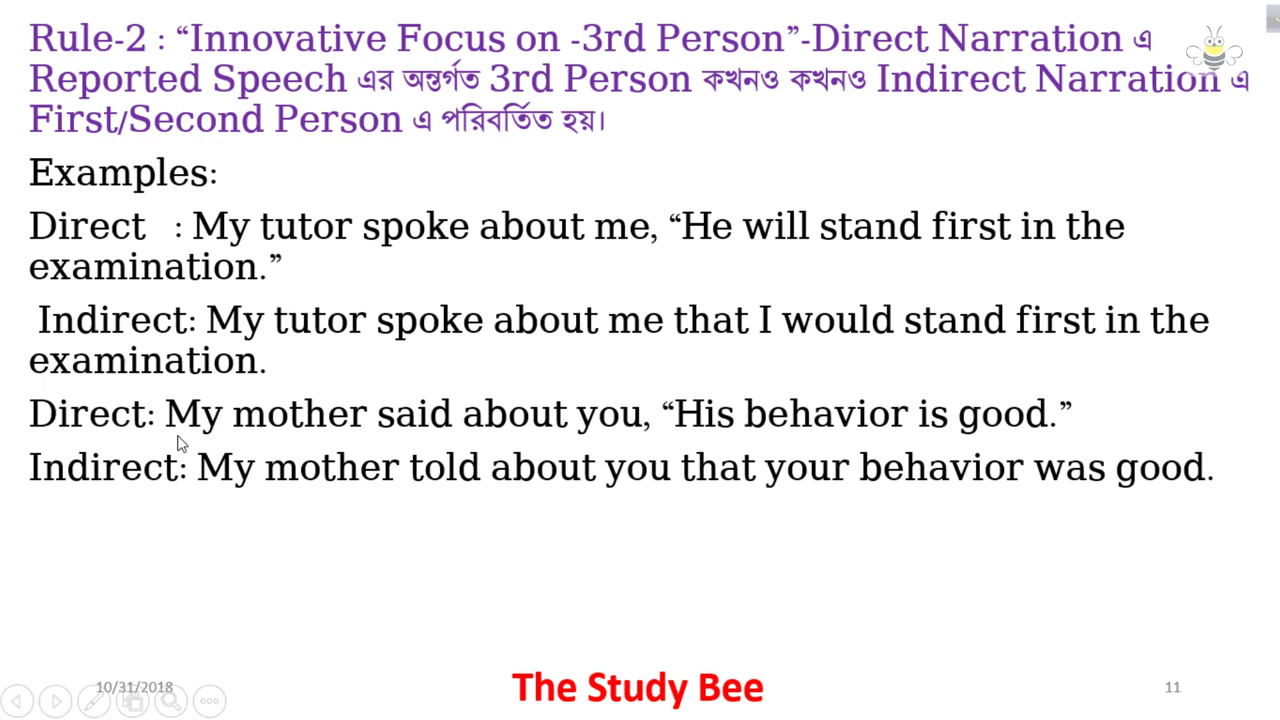 Rule-2 : “Innovative Focus on -3rd Person”-Direct Narration এ
Reported Speech এর অন্তর্গত 3rd Person কখনও কখনও Indirect Narration এ
First/Second Person এ পরিবর্তিত হয়।
Examples:
Direct : My tutor spoke about me, “He will stand first in the
examination.”
Indirect: My tutor spoke about me that I would stand first in the
examination.
Direct: My mother said about you, “His behavior is good.”
Indirect: My mother told about you that your behavior was good.
10/31/2018
The Study Bee
11